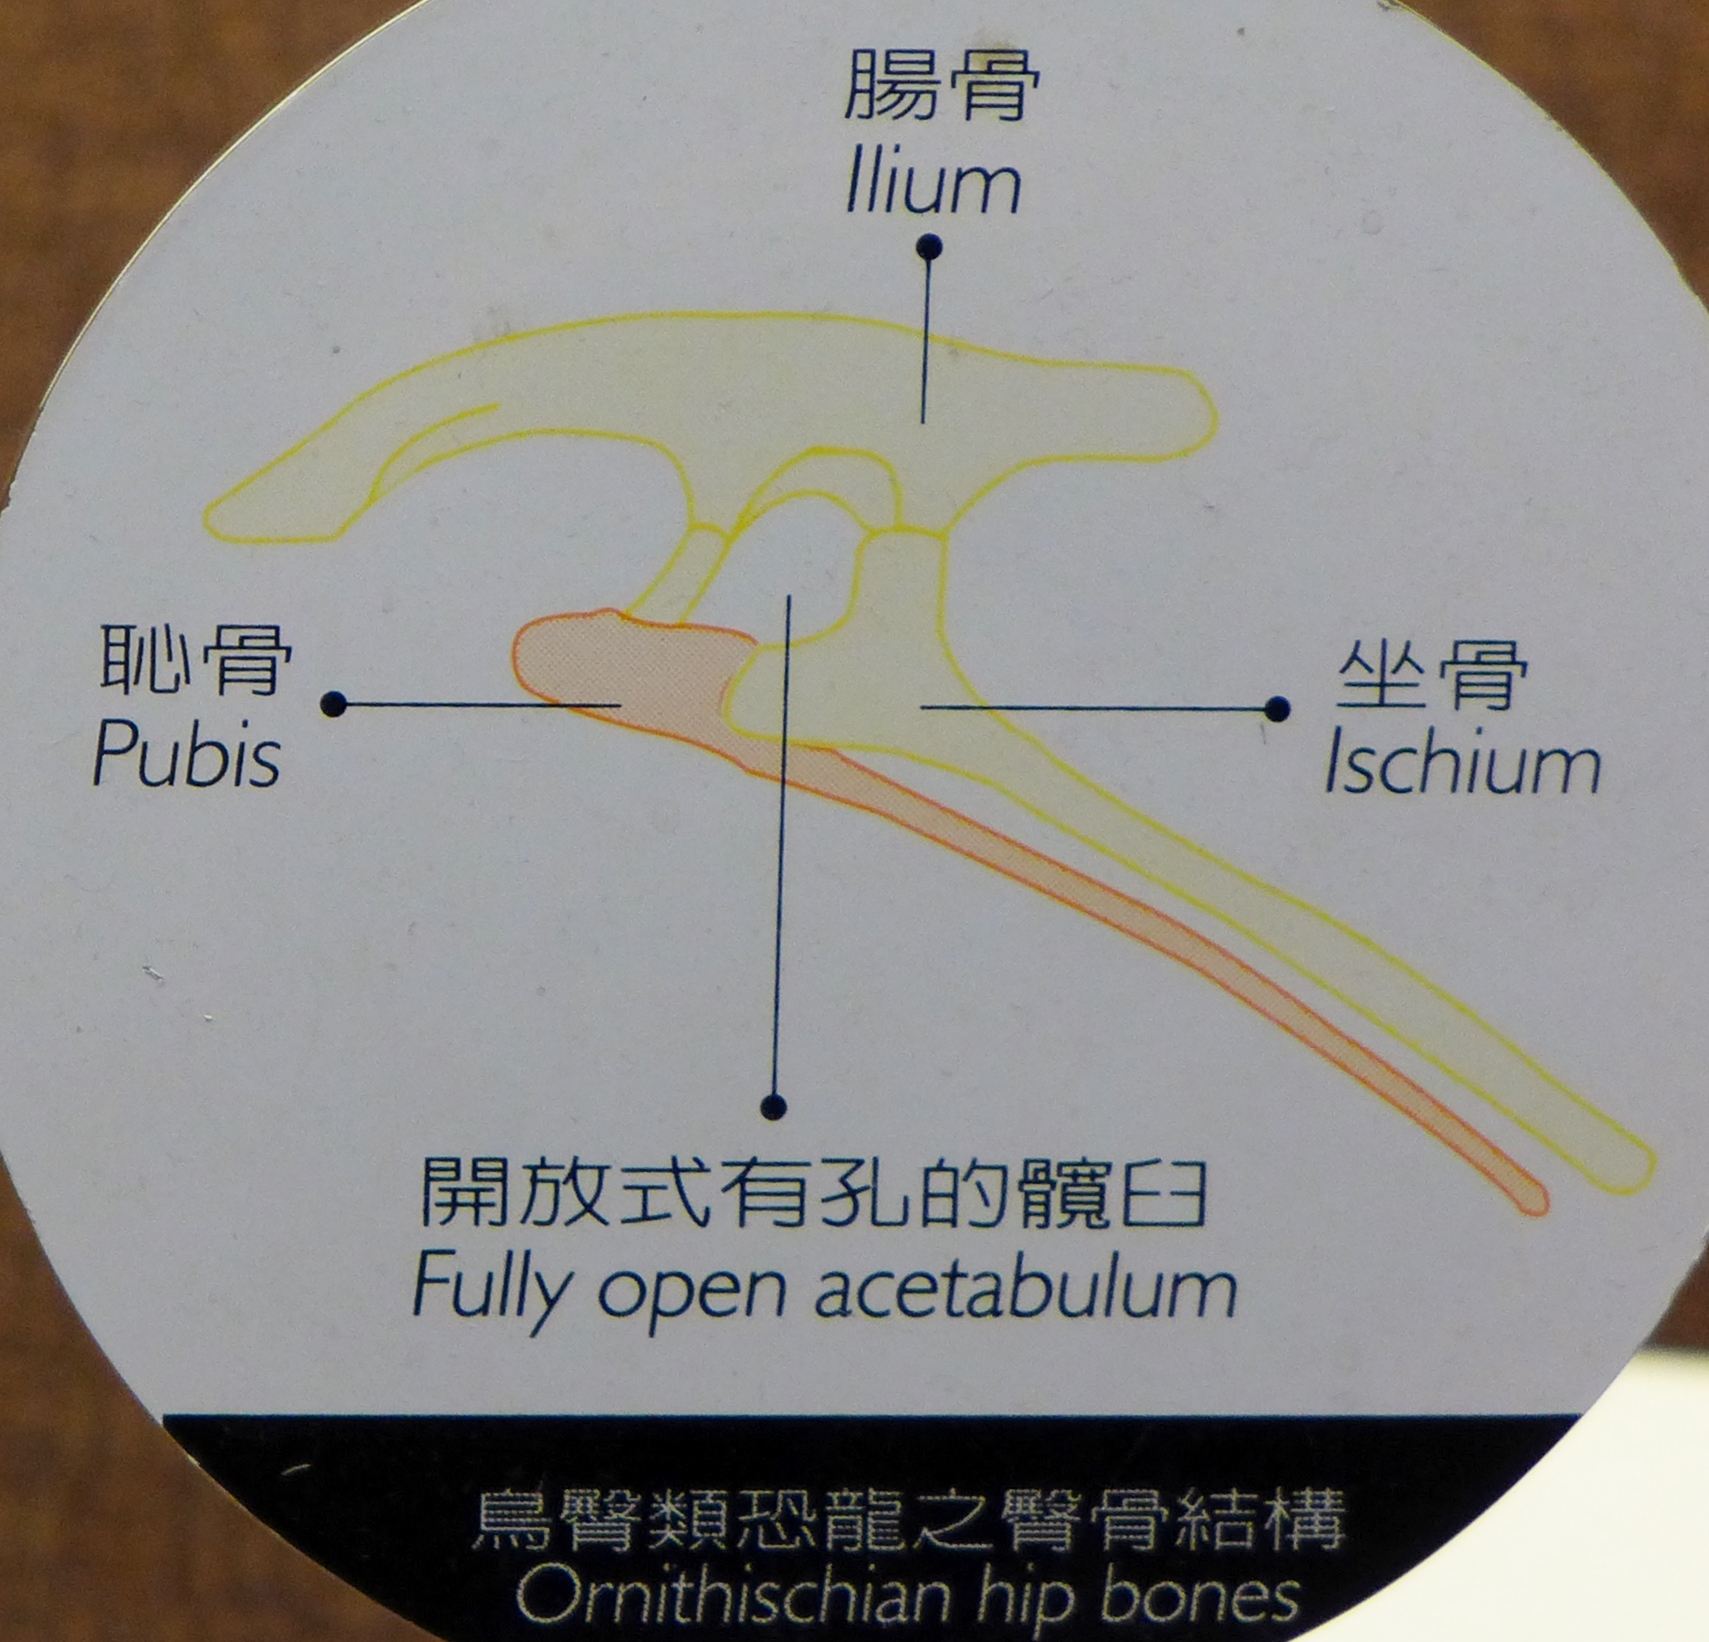 腸骨
Ilium
恥骨
Pubis
坐骨
Ischium
開放式有孔的髖臼
Fully open acetabulum
鳥臀類恐龍之臀骨結構
Ornithischian hip bones